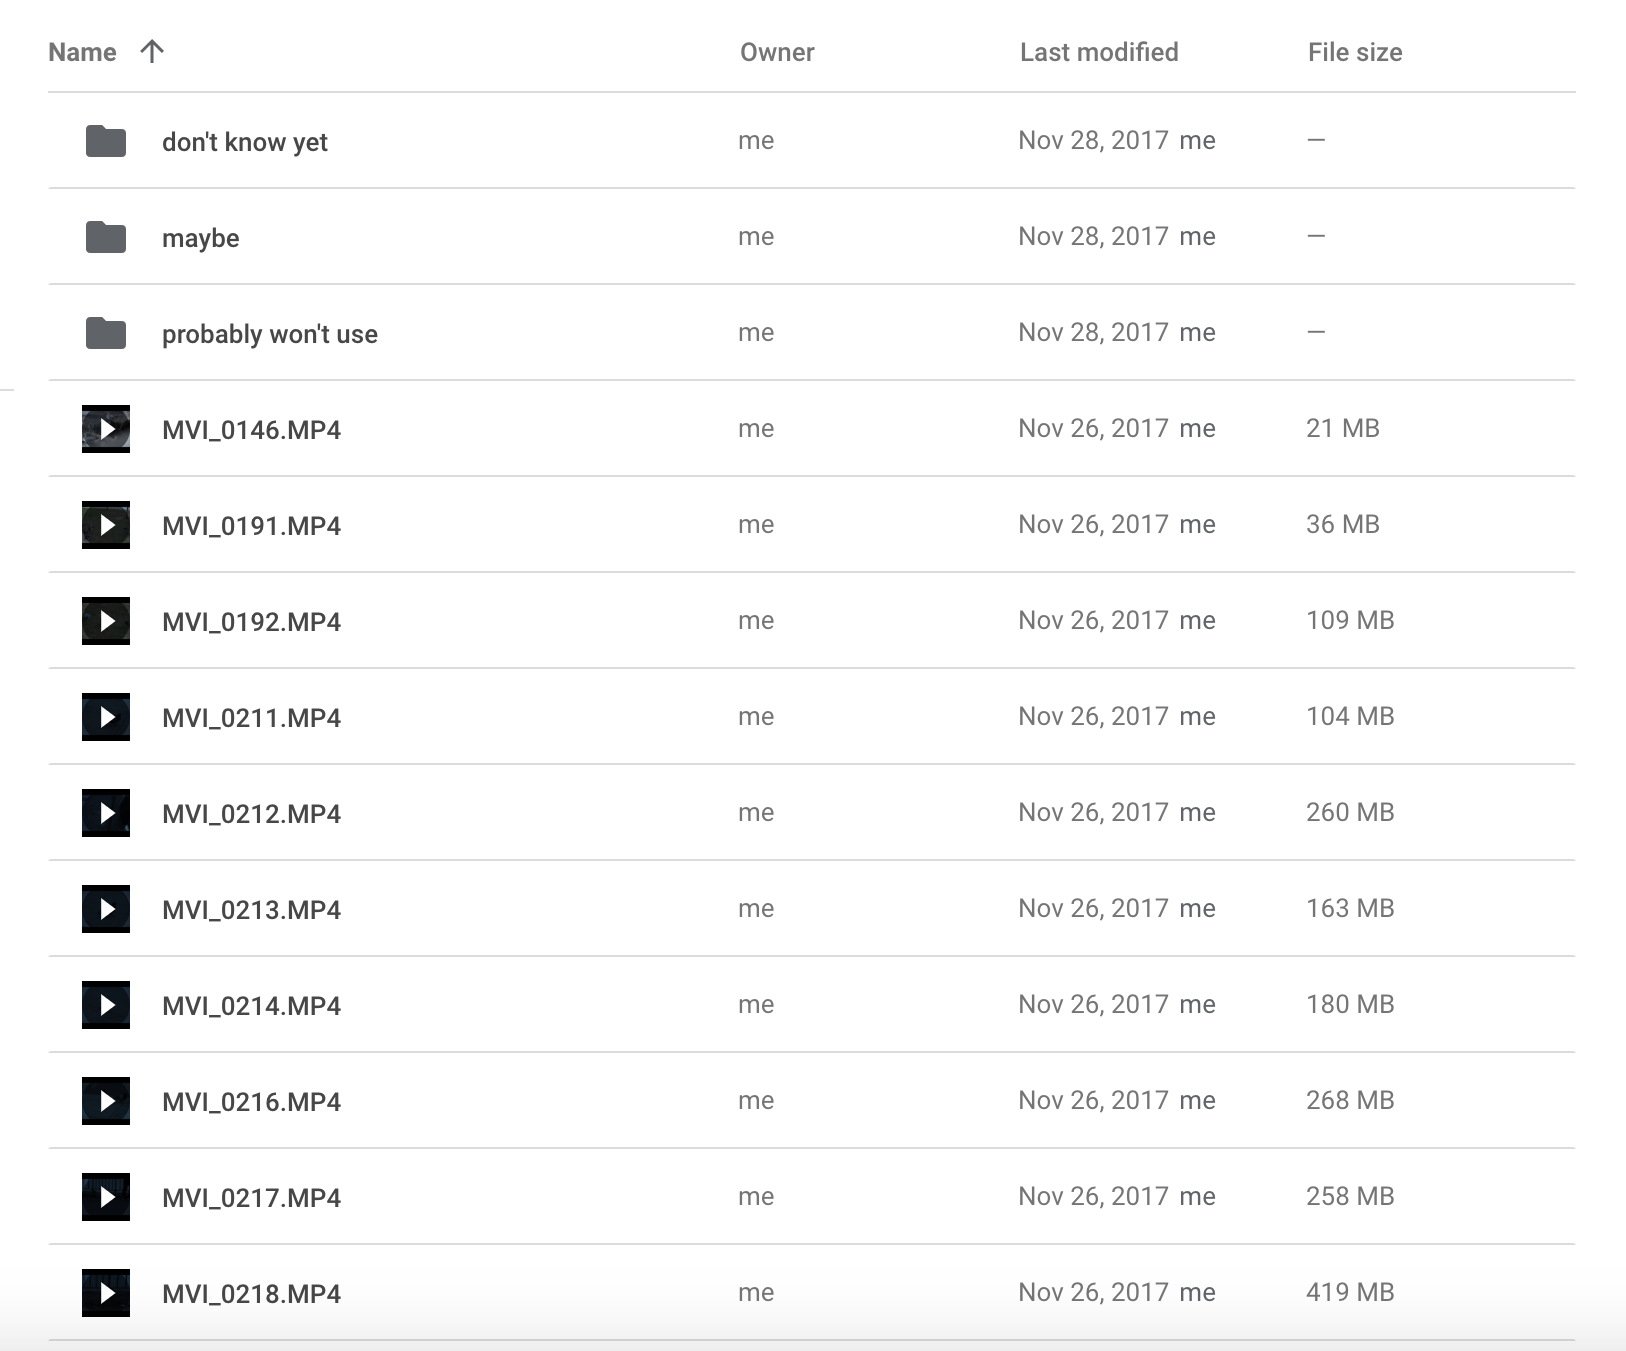 Name Owner Last modified File size
don't know yet me Nov 28, 2017 me —
maybe me Nov 28, 2017 me —
probably won't use me Nov 28, 2017 me —
MVI_0146.MP4 me Nov 26, 2017 me 21 MB
MVI_0191.MP4 me Nov 26, 2017 me 36 MB
MVI_0192.MP4 me Nov 26, 2017 me 109 MB
MVI_0211.MP4 me Nov 26, 2017 me 104 MB
MVI_0212.MP4 me Nov 26, 2017 me 260 MB
MVI_0213.MP4 me Nov 26, 2017 me 163 MB
MVI_0214.MP4 me Nov 26, 2017 me 180 MB
MVI_0216.MP4 me Nov 26, 2017 me 268 MB
MVI_0217.MP4 me Nov 26, 2017 me 258 MB
MVI_0218.MP4 me Nov 26, 2017 me 419 MB